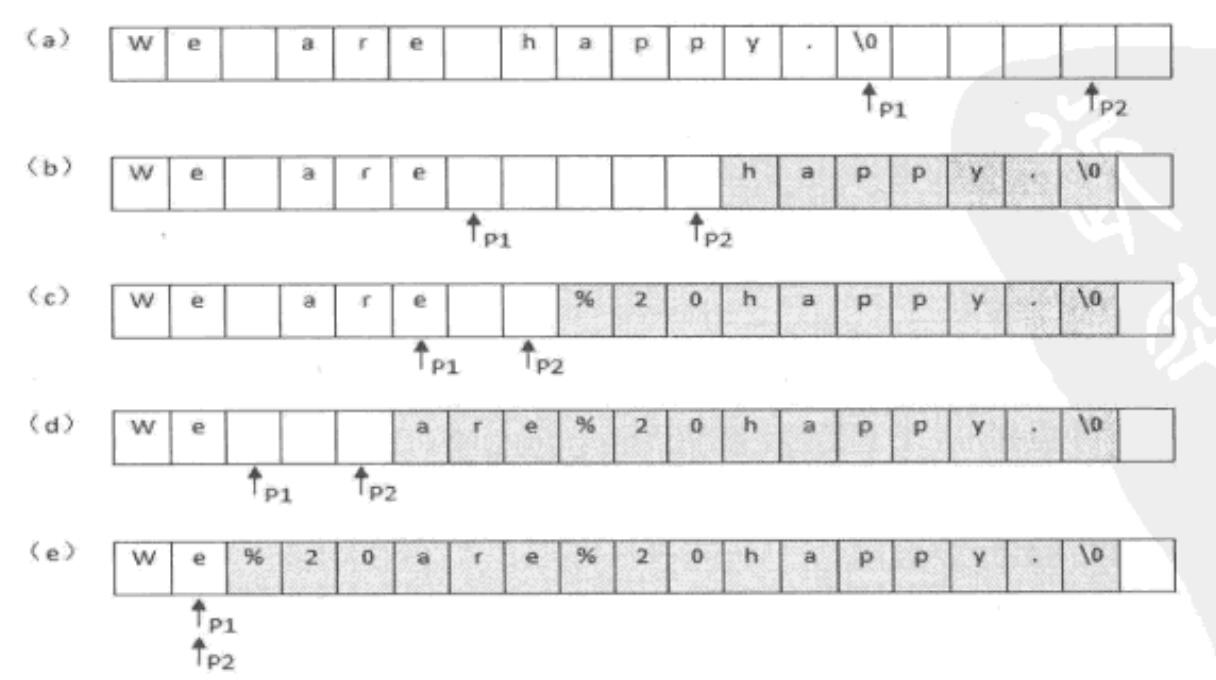 (a) W e a r e h a p p y . \0
P1 P2
(b) W e a r e h a p p y . \0
P1 P2
(c) W e a r e % 2 0 h a p p y . \0
P1 P2
(d) W e a r e % 2 0 h a p p y . \0
P1 P2
(e) W e % 2 0 a r e % 2 0 h a p p y . \0
P1
P2